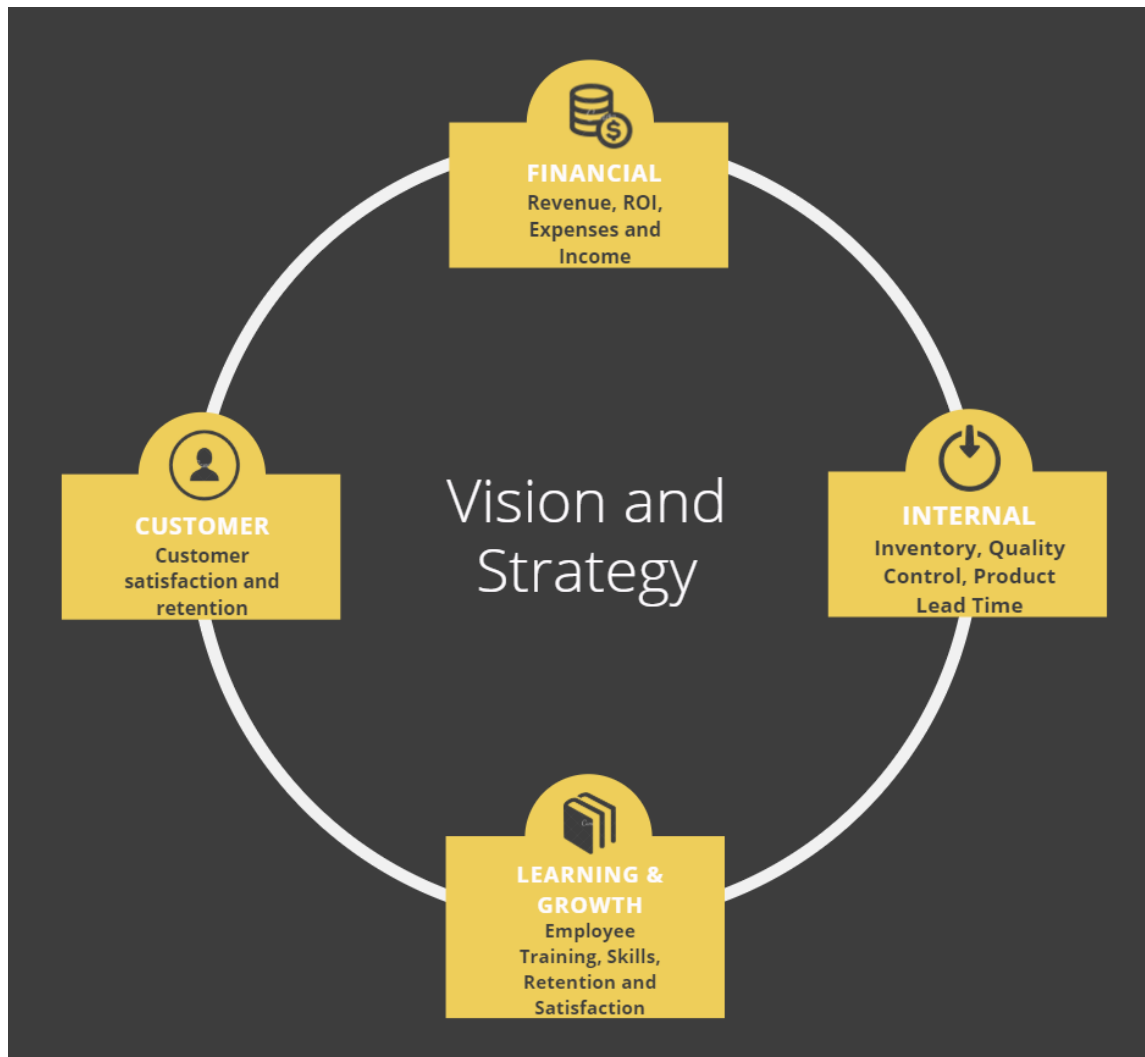 FINANCIAL
Revenue, ROI,
Expenses and
Income
CUSTOMER
Customer
satisfaction and
retention
Vision and
Strategy
INTERNAL
Inventory, Quality
Control, Product
Lead Time
LEARNING &
GROWTH
Employee
Training, Skills,
Retention and
Satisfaction